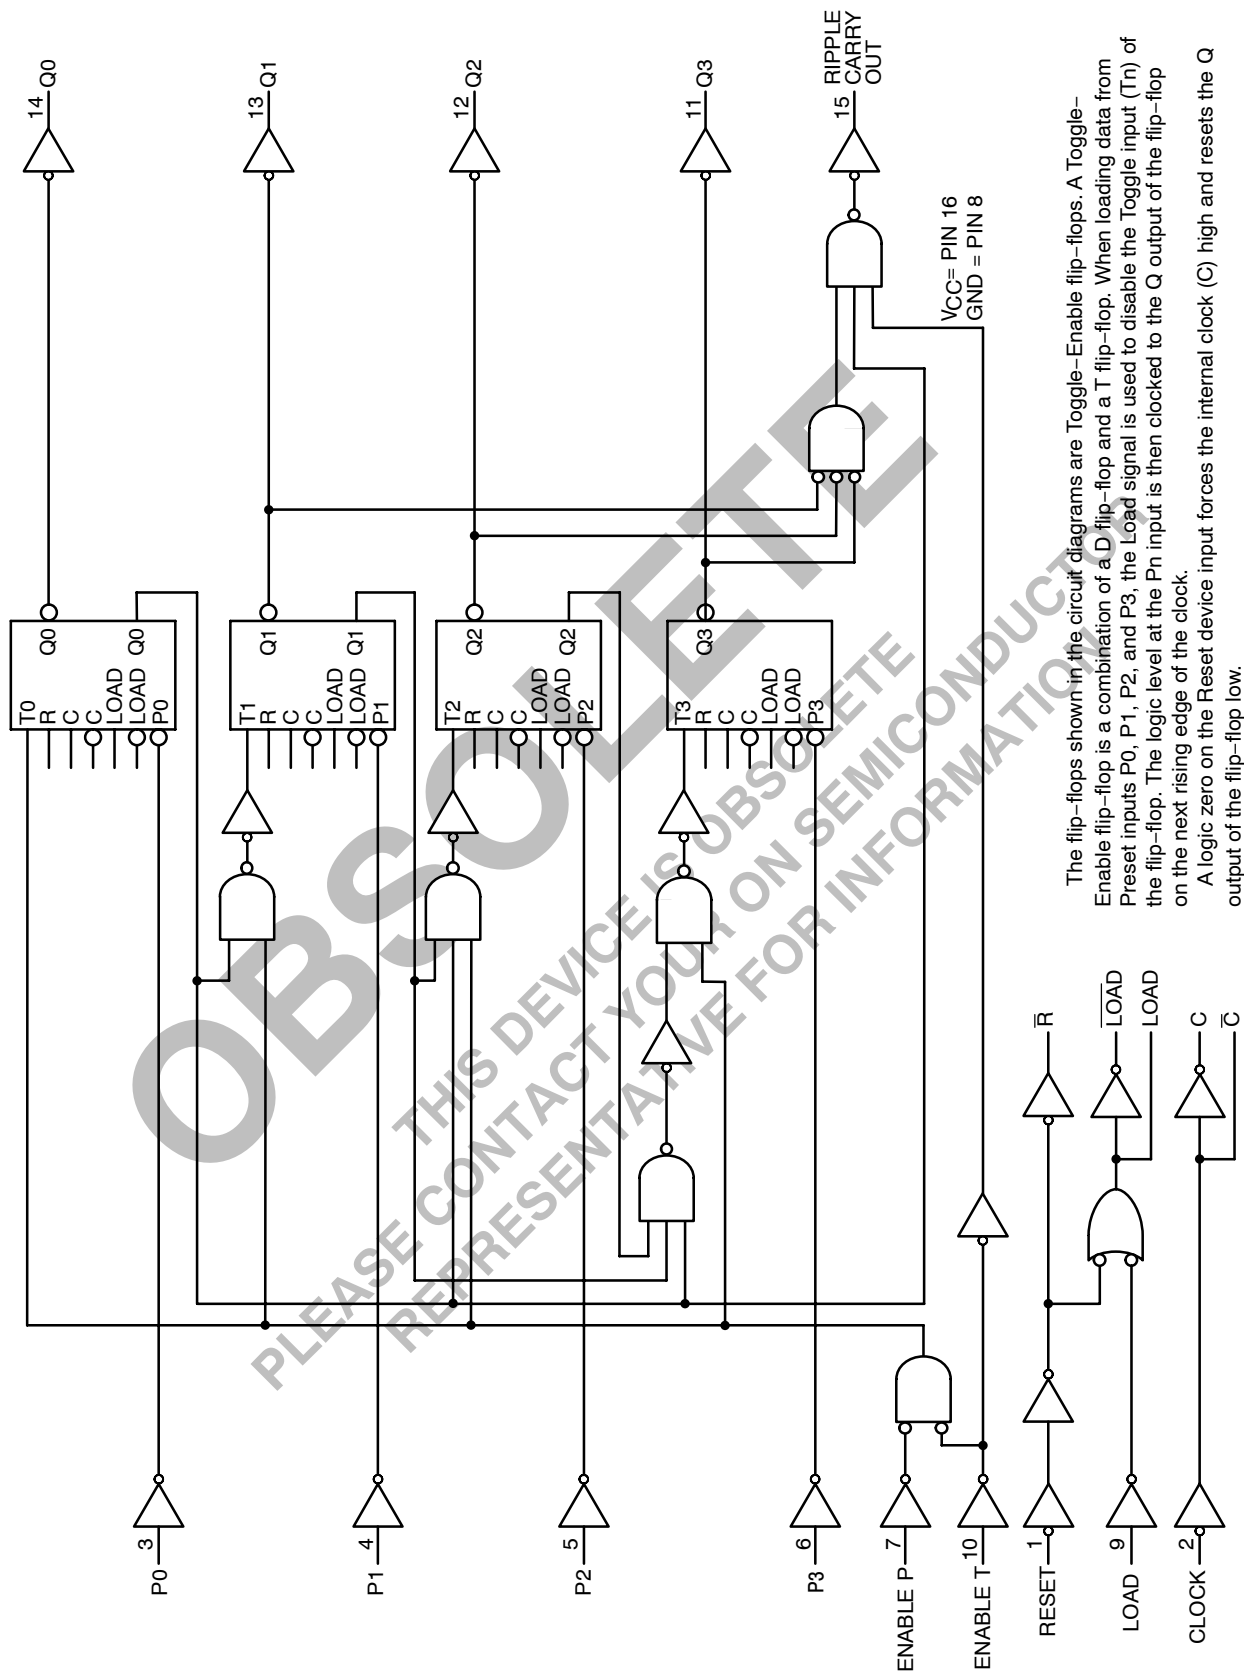 14 Q0
13 Q1
12 Q2
11 Q3
15
RIPPLE
CARRY
OUT
VCC= PIN 16
GND = PIN 8
T0
R
C
C
LOAD
LOAD
P0
Q0
Q0
T1
R
C
C
LOAD
LOAD
P1
Q1
Q1
T2
R
C
C
LOAD
LOAD
P2
Q2
Q2
T3
R
C
C
LOAD
LOAD
P3
Q3
P0 3
P1 4
P2 5
P3 6
ENABLE P 7
ENABLE T 10
RESET 1
LOAD 9
CLOCK 2
R̅
L̅O̅A̅D̅
LOAD
C
C̅
The flip−flops shown in the circuit diagrams are Toggle−Enable flip−flops. A Toggle−
Enable flip−flop is a combination of a D flip−flop and a T flip−flop. When loading data from
Preset inputs P0, P1, P2, and P3, the Load signal is used to disable the Toggle input (Tn) of
the flip−flop. The logic level at the Pn input is then clocked to the Q output of the flip−flop
on the next rising edge of the clock.
A logic zero on the Reset device input forces the internal clock (C) high and resets the Q
output of the flip−flop low.
OBSOLETE
THIS DEVICE IS OBSOLETE
PLEASE CONTACT YOUR ON SEMICONDUCTOR
REPRESENTATIVE FOR INFORMATION